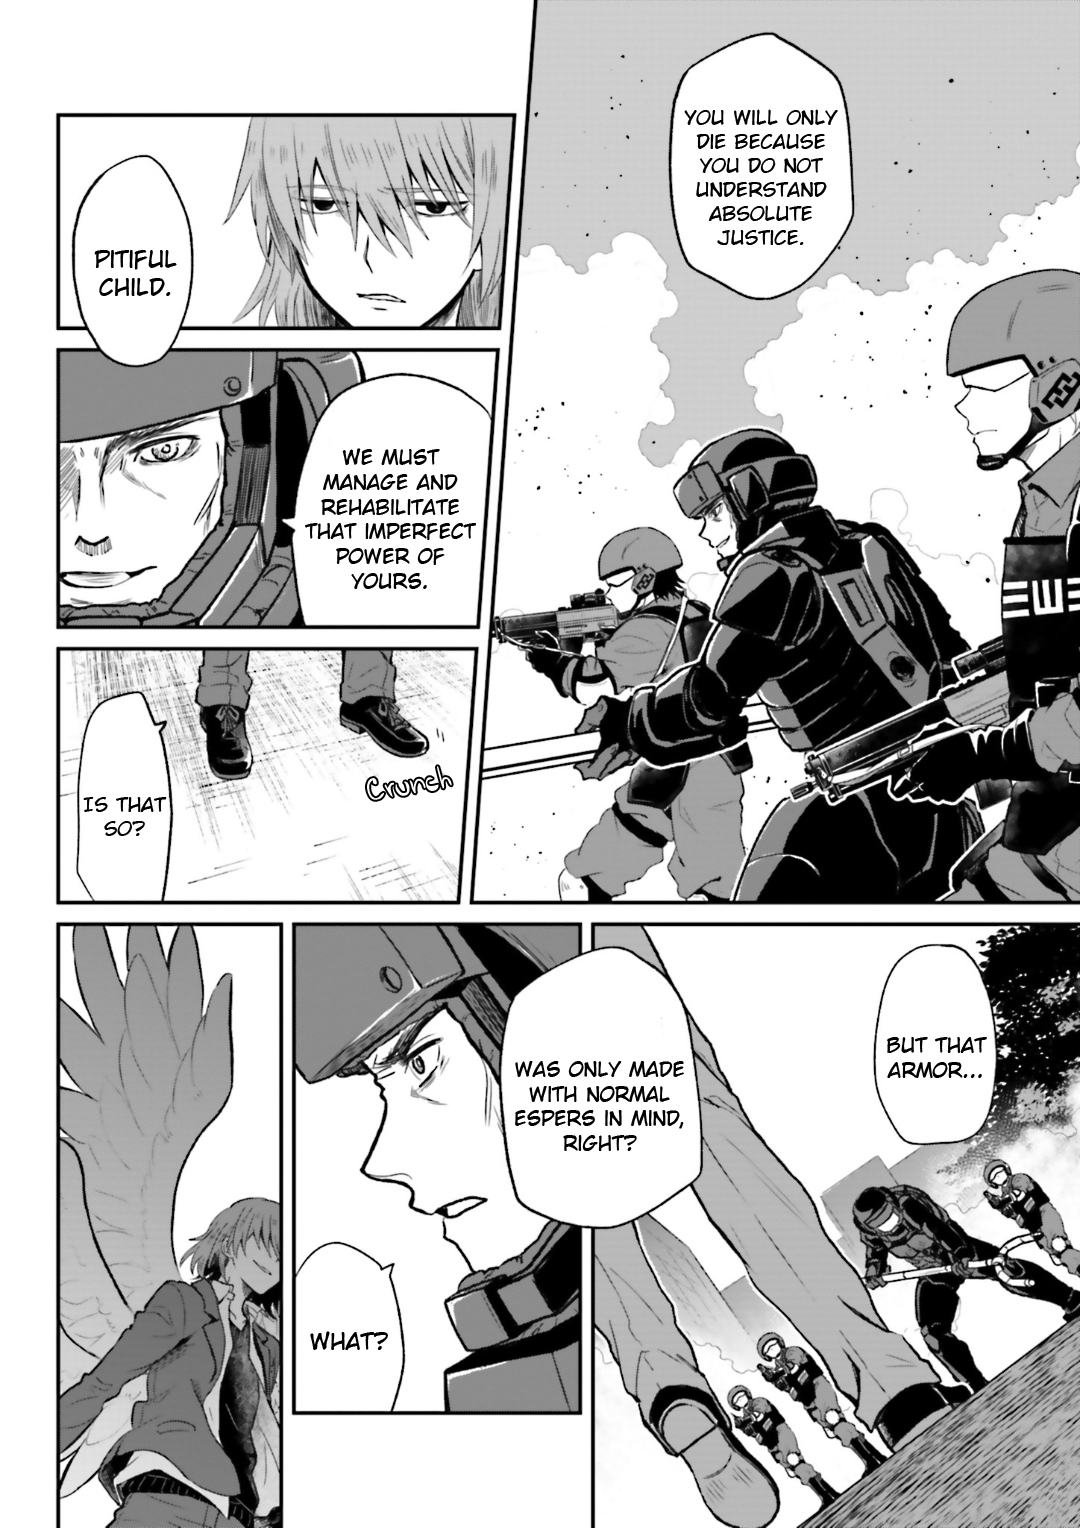 YOU WILL ONLY
DIE BECAUSE
YOU DO NOT
UNDERSTAND
ABSOLUTE
JUSTICE.
PITIFUL
CHILD.
WE MUST
MANAGE AND
REHABILITATE
THAT IMPERFECT
POWER OF
YOURS.
IS THAT
SO?
Crunch
BUT THAT
ARMOR...
WAS ONLY MADE
WITH NORMAL
ESPERS IN MIND,
RIGHT?
WHAT?